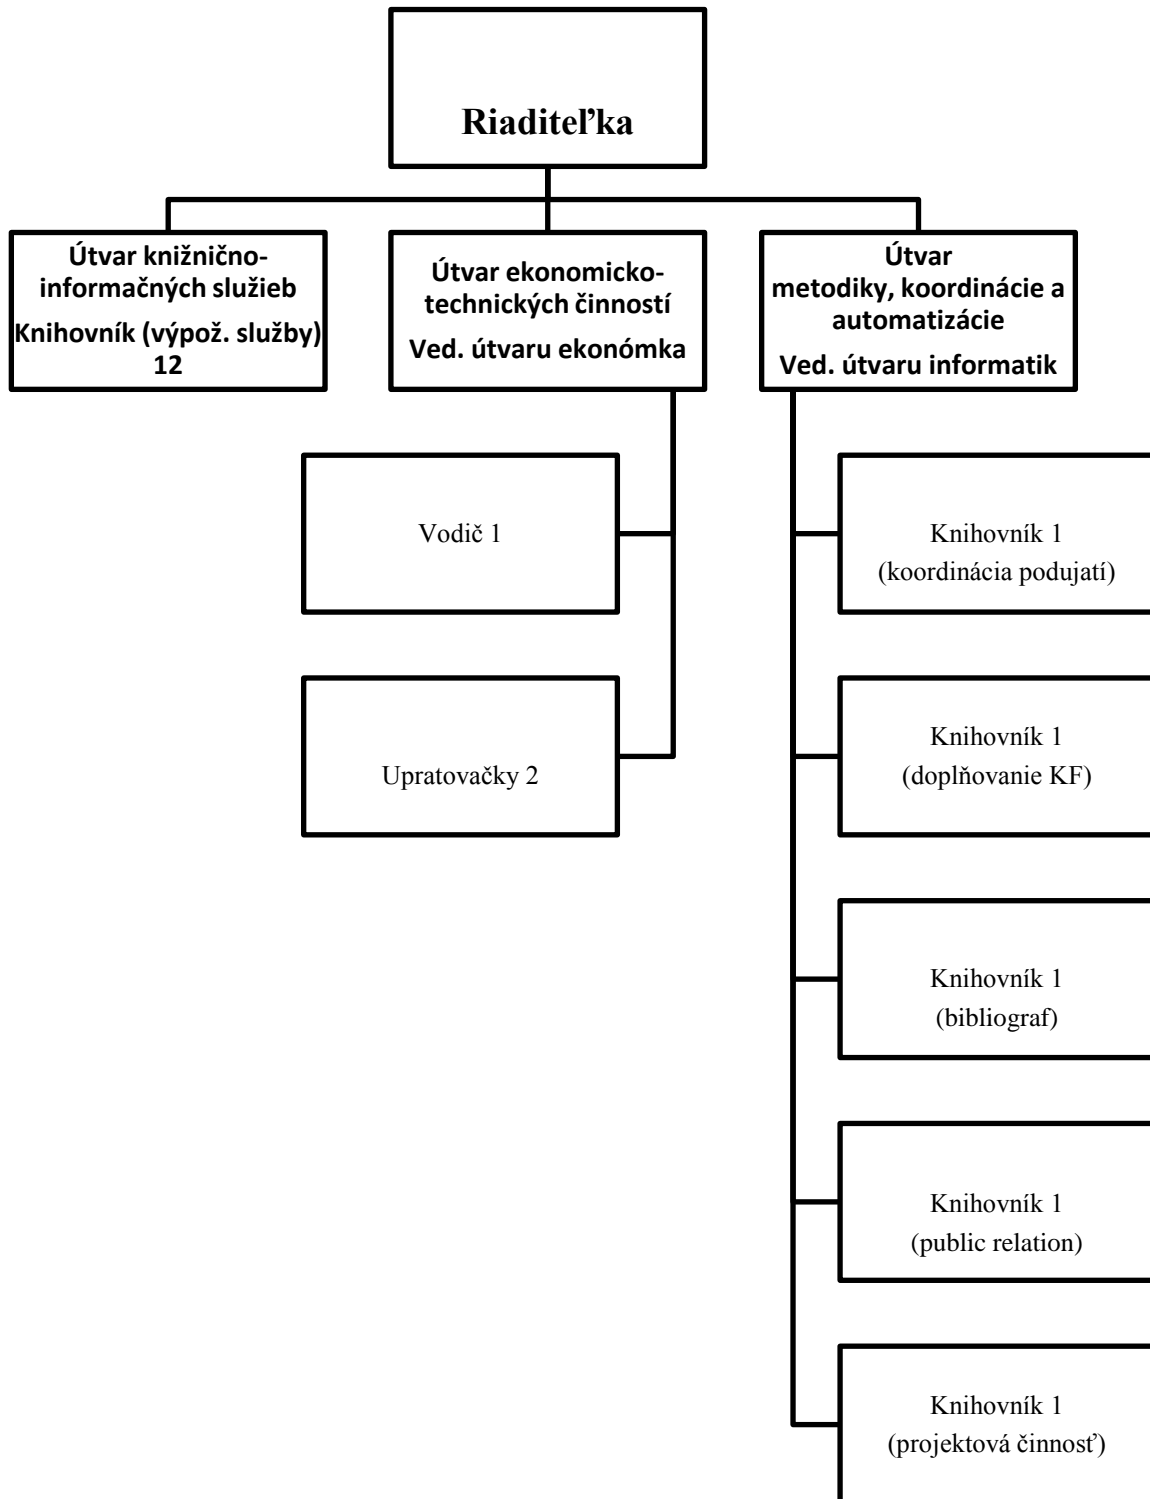 Riaditeľka
Útvar knižnično-
informačných služieb
Knihovník (výpož. služby)
12
Útvar ekonomicko-
technických činností
Ved. útvaru ekonómka
Útvar
metodiky, koordinácie a
automatizácie
Ved. útvaru informatik
Vodič 1
Upratovačky 2
Knihovník 1
(koordinácia podujatí)
Knihovník 1
(doplňovanie KF)
Knihovník 1
(bibliograf)
Knihovník 1
(public relation)
Knihovník 1
(projektová činnosť)